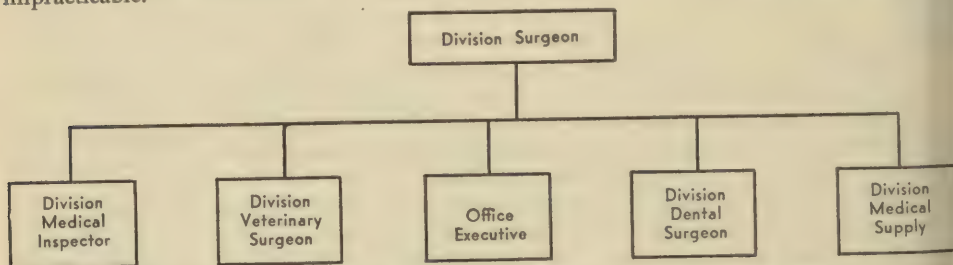 impracticable.
Division Surgeon
Division
Medical
Inspector
Division
Veterinary
Surgeon
Office
Executive
Division
Dental
Surgeon
Division
Medical
Supply